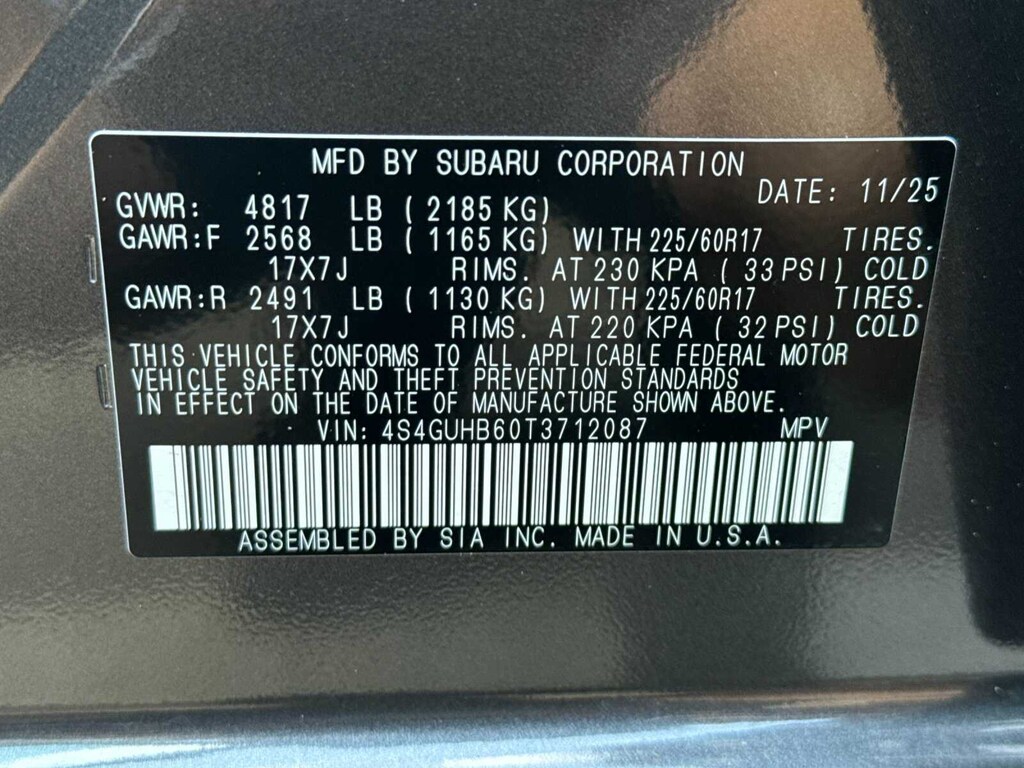 MFD BY SUBARU CORPORATION
DATE: 11/25
GVWR: 4817 LB ( 2185 KG)
GAWR:F 2568 LB ( 1165 KG) WITH 225/60R17 TIRES.
17X7J RIMS. AT 230 KPA ( 33 PSI) COLD
GAWR:R 2491 LB ( 1130 KG) WITH 225/60R17 TIRES.
17X7J RIMS. AT 220 KPA ( 32 PSI) COLD
THIS VEHICLE CONFORMS TO ALL APPLICABLE FEDERAL MOTOR
VEHICLE SAFETY AND THEFT PREVENTION STANDARDS
IN EFFECT ON THE DATE OF MANUFACTURE SHOWN ABOVE.
VIN: 4S4GUHB60T3712087 MPV
ASSEMBLED BY SIA INC. MADE IN U.S.A.